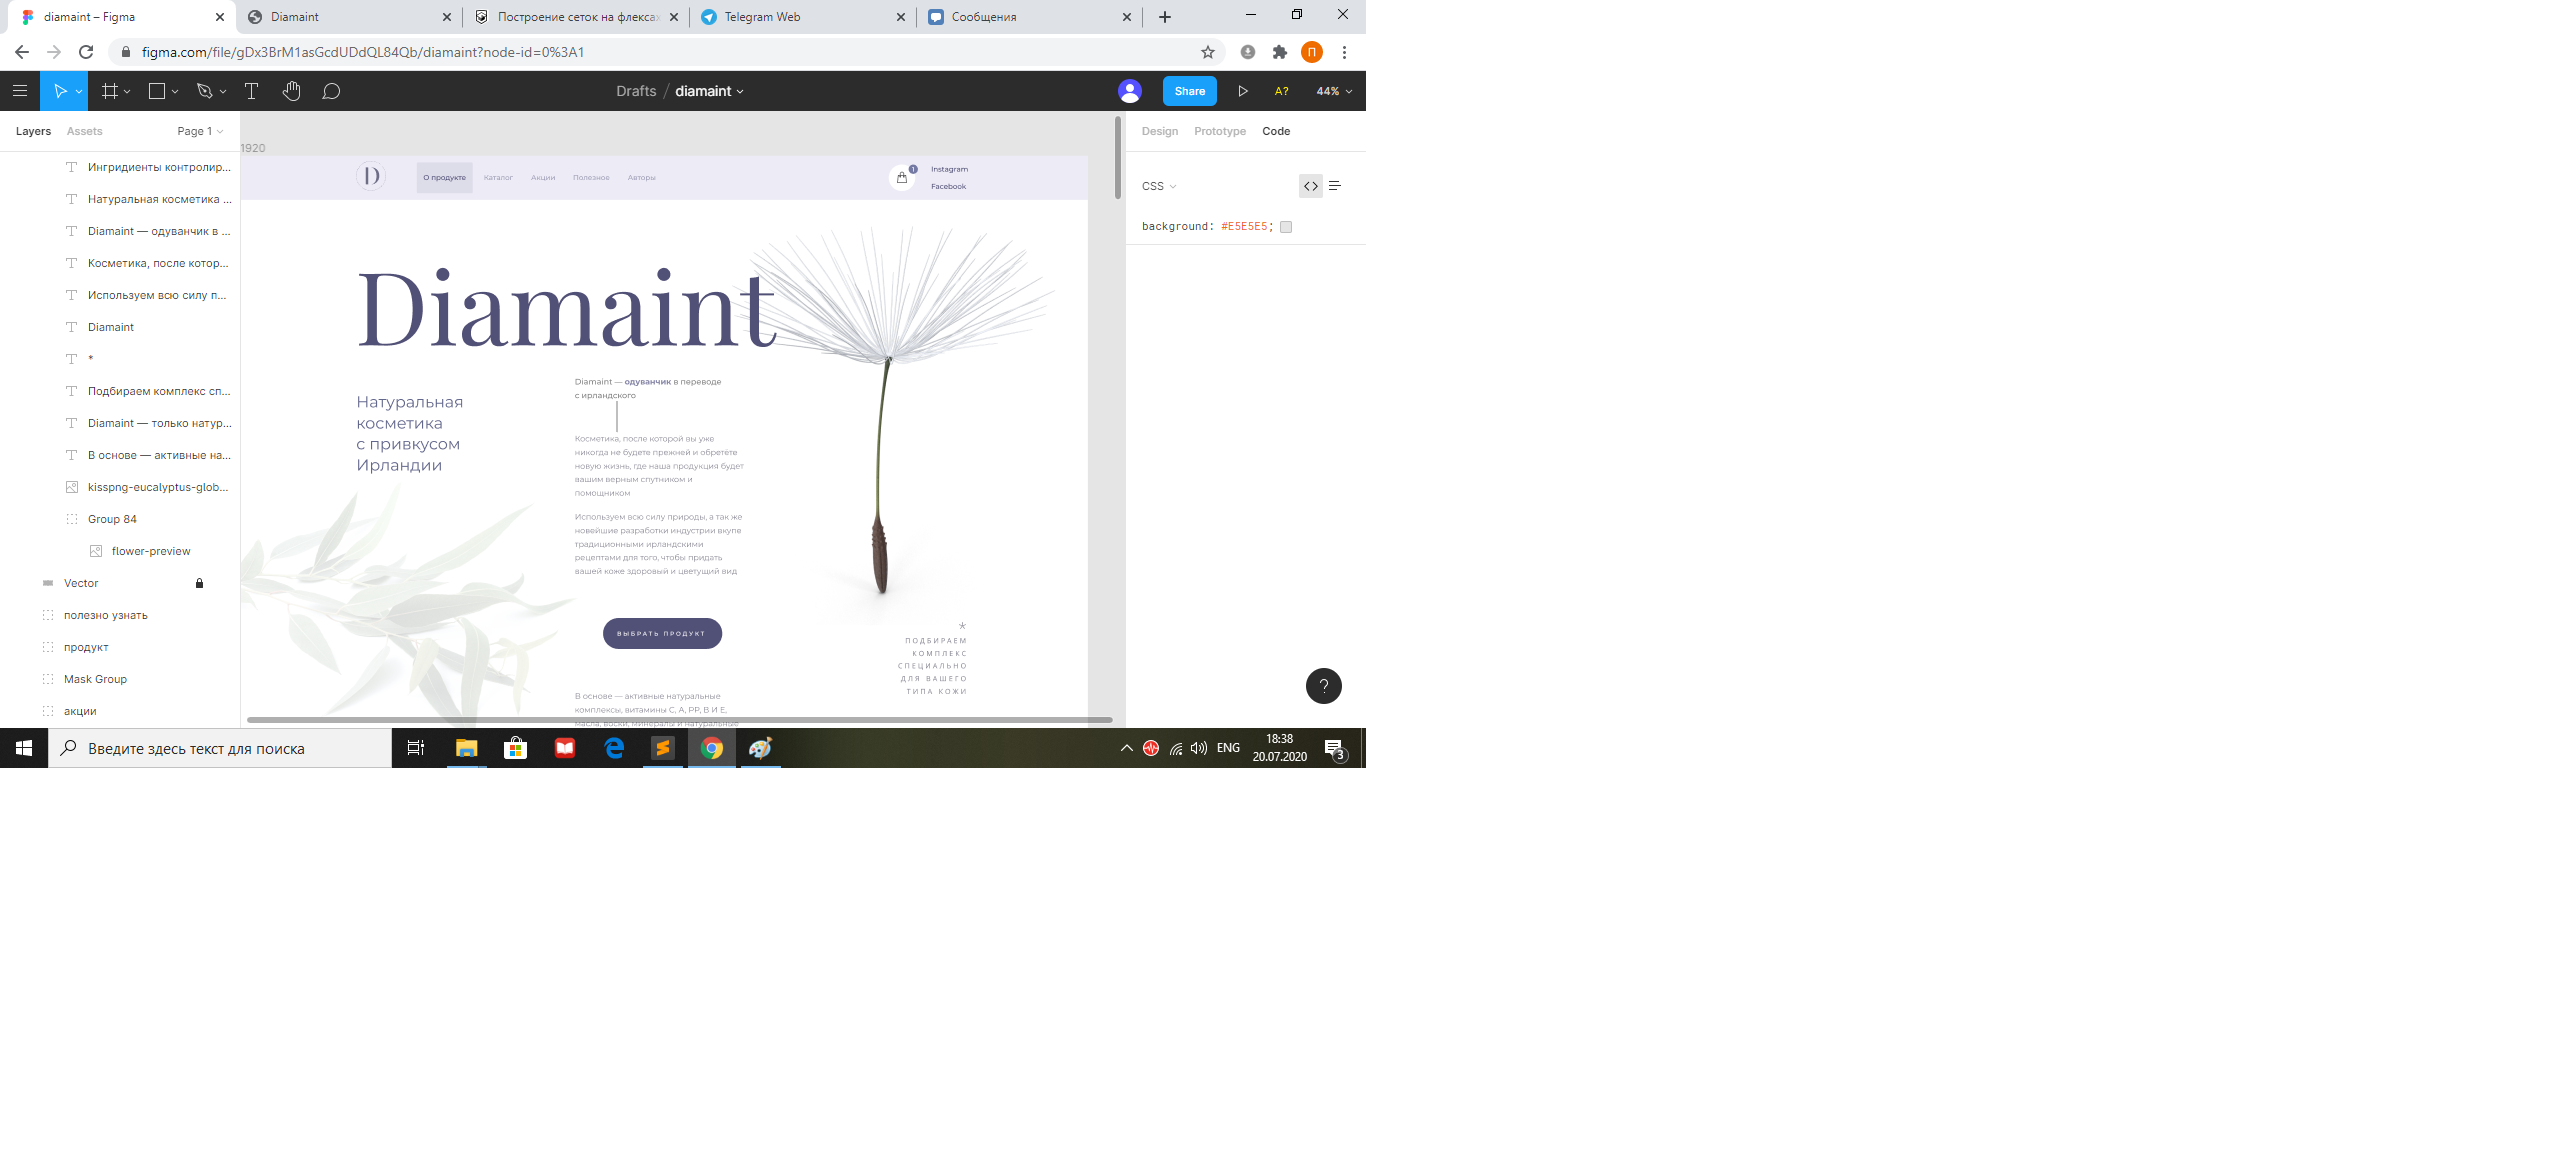 diamaint – Figma
Diamaint
Построение сеток на флекса
Telegram Web
Сообщения
figma.com/file/gDx3BrM1asGcdUDdQL84Qb/diamaint?node-id=0%3A1
П
Drafts / diamaint
Share
A?
44%
Layers
Assets
Page 1
Ингридиенты контролир...
Натуральная косметика ...
Diamaint — одуванчик в ...
Косметика, после котор...
Используем всю силу п...
Diamaint
*
Подбираем комплекс сп...
Diamaint — только натур...
В основе — активные на...
kisspng-eucalyptus-glob...
Group 84
flower-preview
Vector
полезно узнать
продукт
Mask Group
акции
1920
D
О продукте
Каталог
Акции
Полезное
Авторы
1
Instagram
Facebook
Diamaint
Натуральная
косметика
с привкусом
Ирландии
Diamaint — одуванчик в переводе
с ирландского
Косметика, после которой вы уже
никогда не будете прежней и обретёте
новую жизнь, где наша продукция будет
вашим верным спутником и
помощником
Используем всю силу природы, а так же
новейшие разработки индустрии вкупе
традиционными ирландскими
рецептами для того, чтобы придать
вашей коже здоровый и цветущий вид
ВЫБРАТЬ ПРОДУКТ
*
ПОДБИРАЕМ
КОМПЛЕКС
СПЕЦИАЛЬНО
ДЛЯ ВАШЕГО
ТИПА КОЖИ
В основе — активные натуральные
комплексы, витамины С, А, РР, В И Е,
масла, воски, минералы и натуральные
Design
Prototype
Code
CSS
background: #E5E5E5;
?
Введите здесь текст для поиска
ENG
18:38
20.07.2020
3